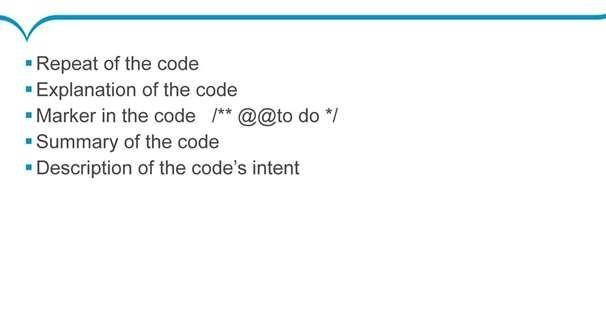 Repeat of the code
Explanation of the code
Marker in the code /** @@to do */
Summary of the code
Description of the code’s intent